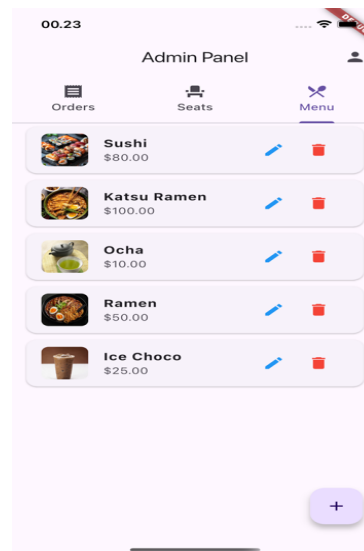 00.23
Admin Panel
Orders
Seats
Menu
Sushi
$80.00
Katsu Ramen
$100.00
Ocha
$10.00
Ramen
$50.00
Ice Choco
$25.00
+